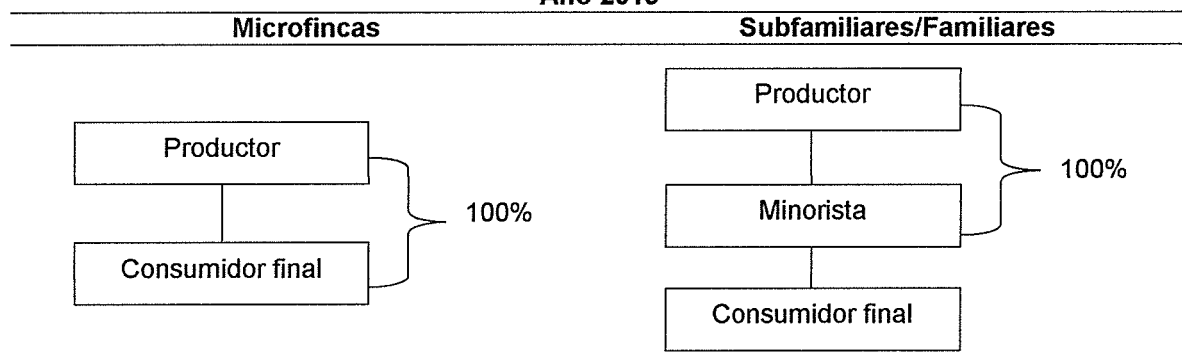 Microfincas
Subfamiliares/Familiares
Productor
Consumidor final
100%
Productor
Minorista
Consumidor final
100%